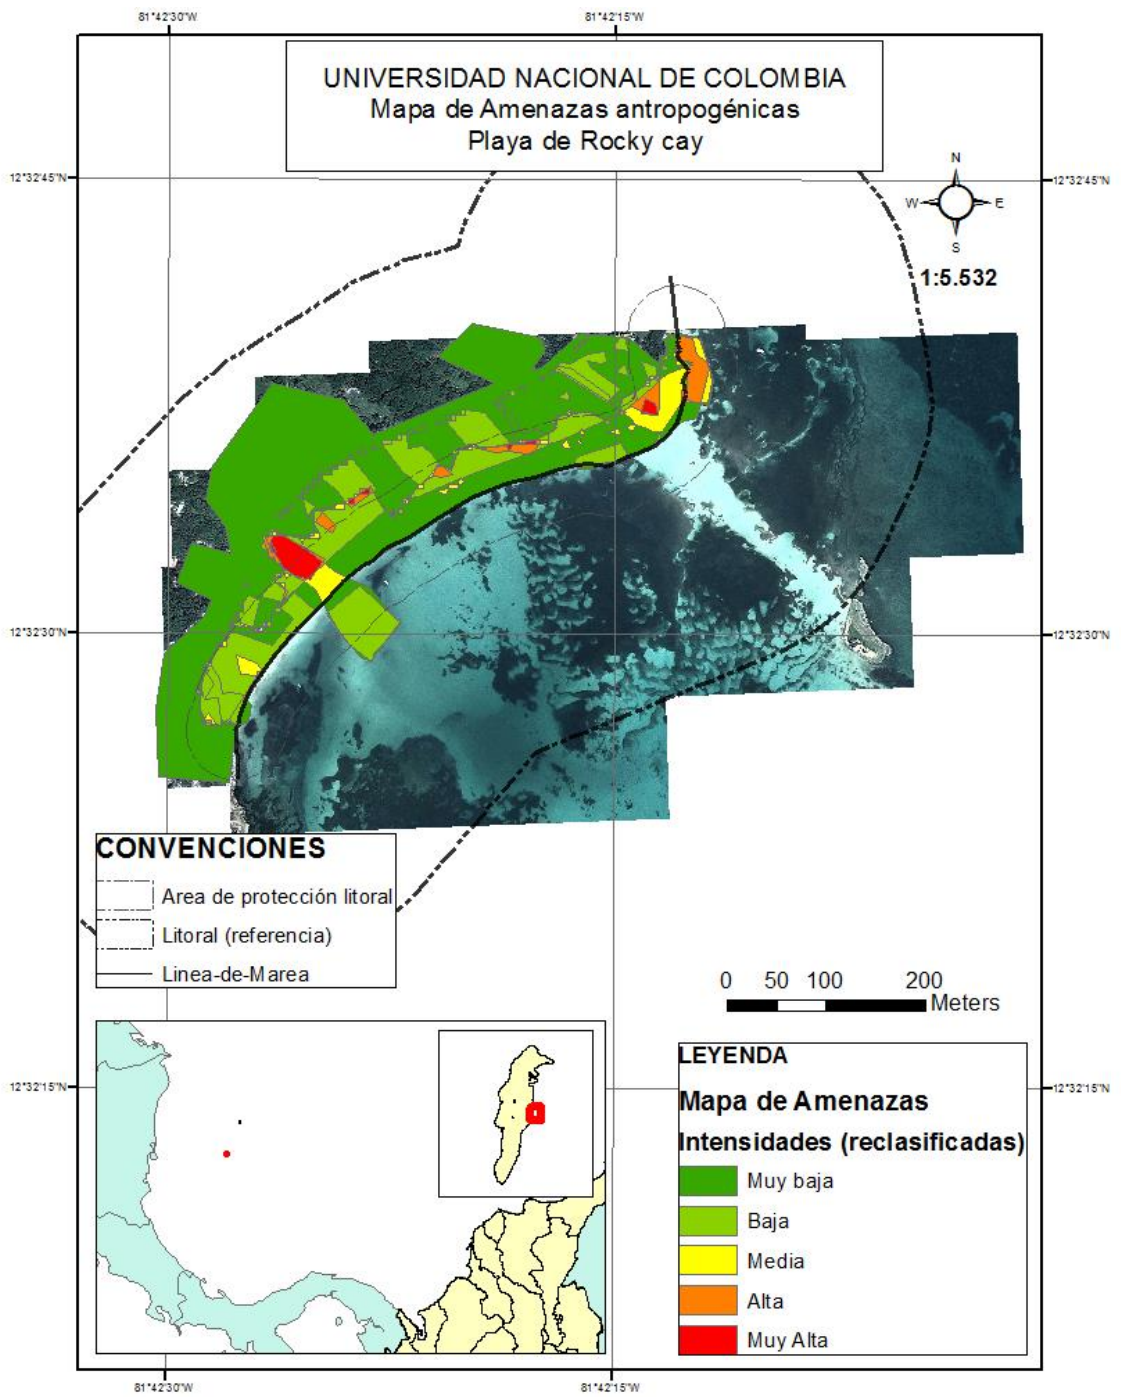 81°42'30"W
81°42'15"W
UNIVERSIDAD NACIONAL DE COLOMBIA
Mapa de Amenazas antropogénicas
Playa de Rocky cay
12°32'45"N
12°32'45"N
N
W
E
S
1:5.532
12°32'30"N
12°32'30"N
CONVENCIONES
Area de protección litoral
Litoral (referencia)
Linea-de-Marea
0 50 100 200
Meters
LEYENDA
Mapa de Amenazas
Intensidades (reclasificadas)
Muy baja
Baja
Media
Alta
Muy Alta
12°32'15"N
12°32'15"N
81°42'30"W
81°42'15"W